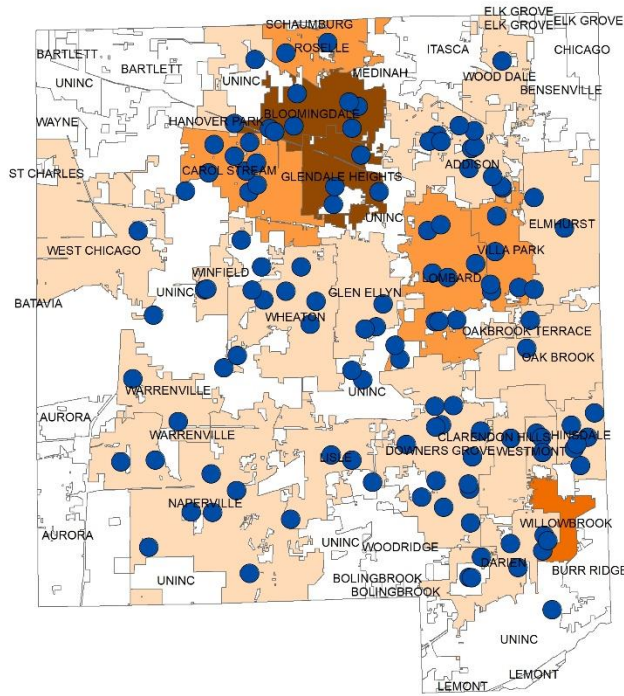 ELK GROVE
SCHAUMBURG
ELK GROVE
ELK GROVE
ROSELLE
ITASCA
CHICAGO
BARTLETT
BARTLETT
MEDINAH
UNINC
UNINC
WOOD DALE
BENSENVILLE
WAYNE
HANOVER PARK
BLOOMINGDALE
ADDISON
ST CHARLES
CAROL STREAM
GLENDALE HEIGHTS
UNINC
ELMHURST
WEST CHICAGO
VILLA PARK
WINFIELD
LOMBARD
UNINC
GLEN ELLYN
BATAVIA
WHEATON
OAKBROOK TERRACE
OAK BROOK
WARRENVILLE
UNINC
AURORA
WARRENVILLE
CLARENDON HILLS
HINSDALE
LISLE
DOWNERS GROVE
WESTMONT
NAPERVILLE
WILLOWBROOK
AURORA
UNINC
WOODRIDGE
DARIEN
BURR RIDGE
UNINC
BOLINGBROOK
BOLINGBROOK
UNINC
LEMONT
LEMONT